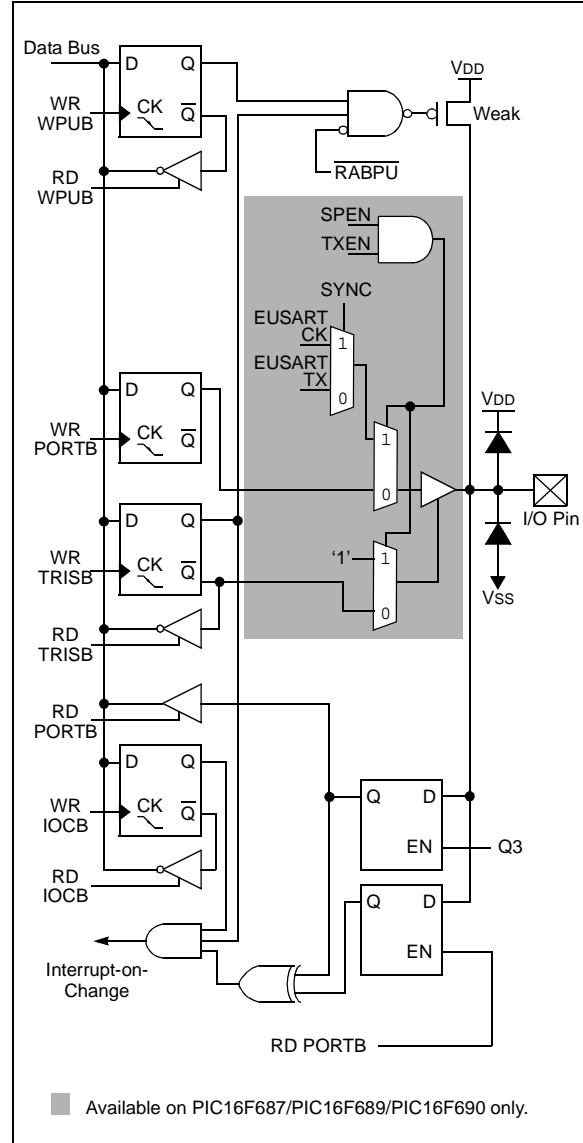 Data Bus
D Q
WR
WPUB
CK
Q
RD
WPUB
VDD
Weak
RABPU
SPEN
TXEN
SYNC
EUSART
CK
EUSART
TX
1
0
D Q
WR
PORTB
CK
Q
1
0
VDD
I/O Pin
VSS
D Q
WR
TRISB
CK
Q
'1'
1
0
RD
TRISB
RD
PORTB
D Q
WR
IOCB
CK
Q
RD
IOCB
Q D
EN
Q3
Q D
EN
Interrupt-on-
Change
RD PORTB
Available on PIC16F687/PIC16F689/PIC16F690 only.